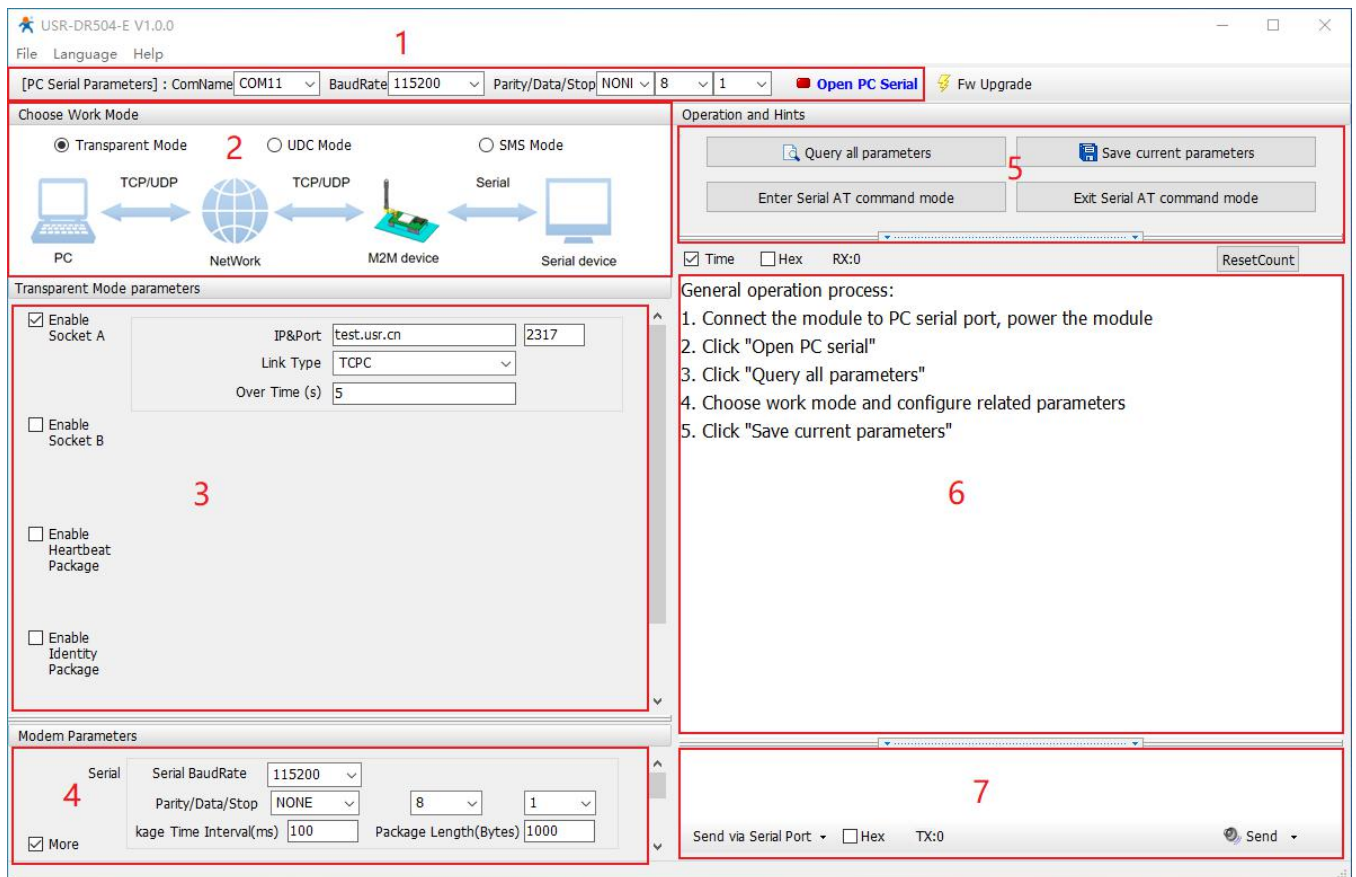 USR-DR504-E V1.0.0
File Language Help
1
[PC Serial Parameters] : ComName COM11 BaudRate 115200 Parity/Data/Stop NONI 8 1 Open PC Serial Fw Upgrade
Choose Work Mode
Transparent Mode 2 UDC Mode SMS Mode
TCP/UDP TCP/UDP Serial
PC NetWork M2M device Serial device
Transparent Mode parameters
Enable
Socket A
IP&Port test.usr.cn 2317
Link Type TCPC
Over Time (s) 5
Enable
Socket B
3
Enable
Heartbeat
Package
Enable
Identity
Package
Modem Parameters
Serial Serial BaudRate 115200
4
Parity/Data/Stop NONE 8 1
kage Time Interval(ms) 100 Package Length(Bytes) 1000
More
Operation and Hints
Query all parameters Save current parameters
5
Enter Serial AT command mode Exit Serial AT command mode
Time Hex RX:0 ResetCount
General operation process:
1. Connect the module to PC serial port, power the module
2. Click "Open PC serial"
3. Click "Query all parameters"
4. Choose work mode and configure related parameters
5. Click "Save current parameters"
6
7
Send via Serial Port Hex TX:0 Send